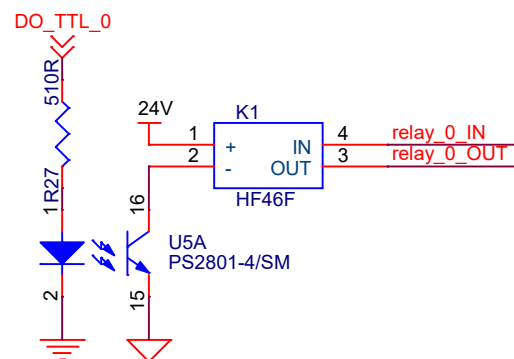 DO_TTL_0
510R
R27
1
2
24V
K1
1
+
IN
4
relay_0_IN
2
-
OUT
3
relay_0_OUT
HF46F
16
U5A
PS2801-4/SM
15